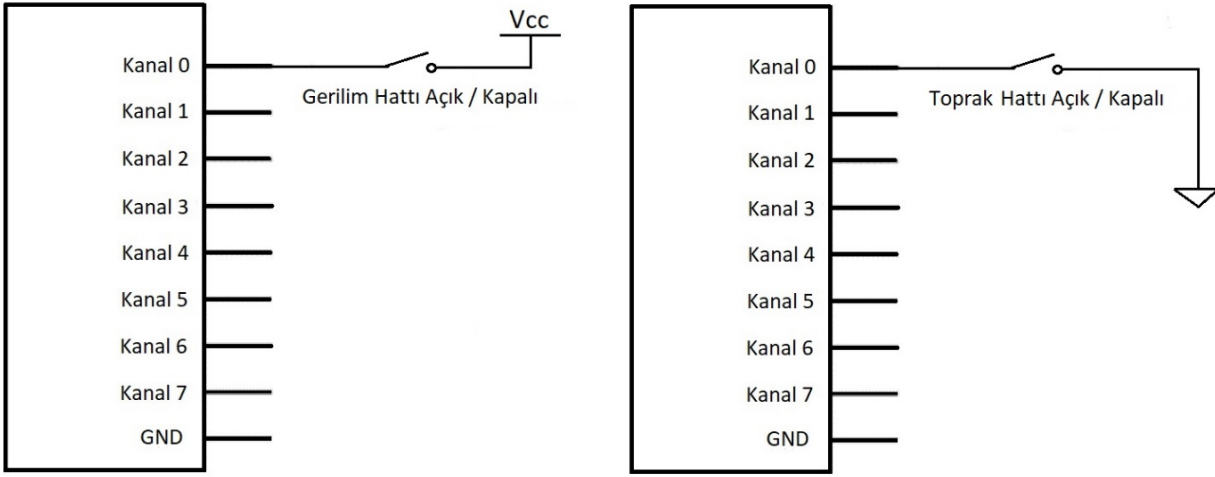 Vcc
Kanal 0
Gerilim Hattı Açık / Kapalı
Kanal 1
Kanal 2
Kanal 3
Kanal 4
Kanal 5
Kanal 6
Kanal 7
GND
Kanal 0
Toprak Hattı Açık / Kapalı
Kanal 1
Kanal 2
Kanal 3
Kanal 4
Kanal 5
Kanal 6
Kanal 7
GND